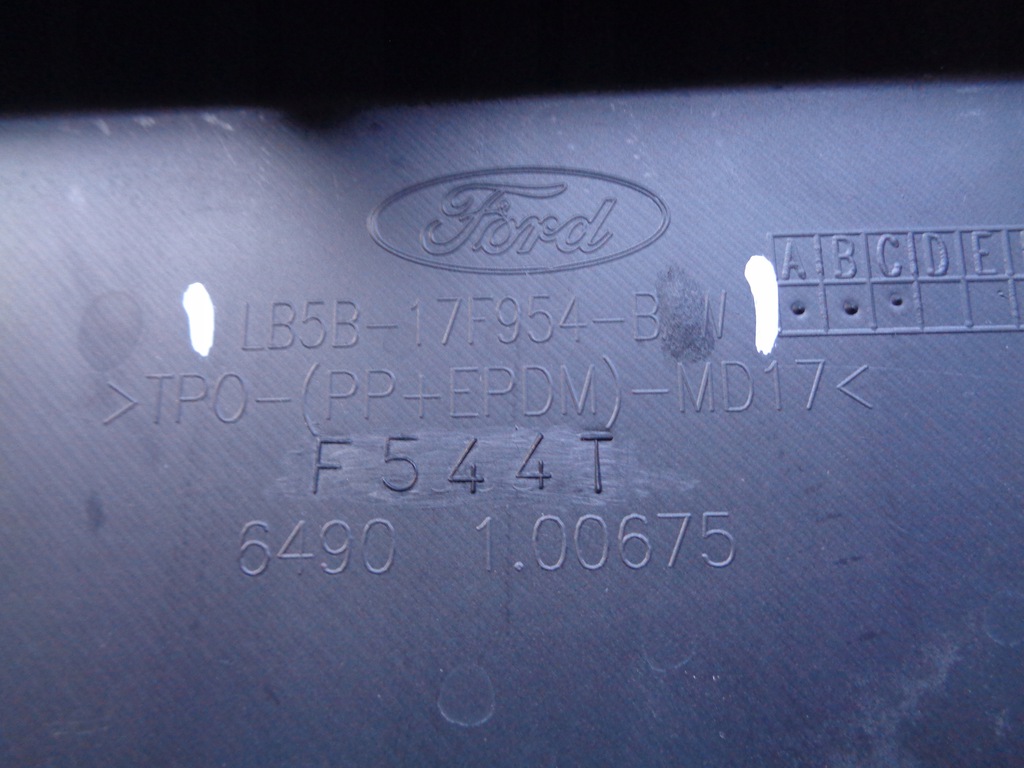 Ford
A B C D E
LB5B-17F954-B W
>TPO-(PP+EPDM)-MD17<
F544T
6490 1.00675